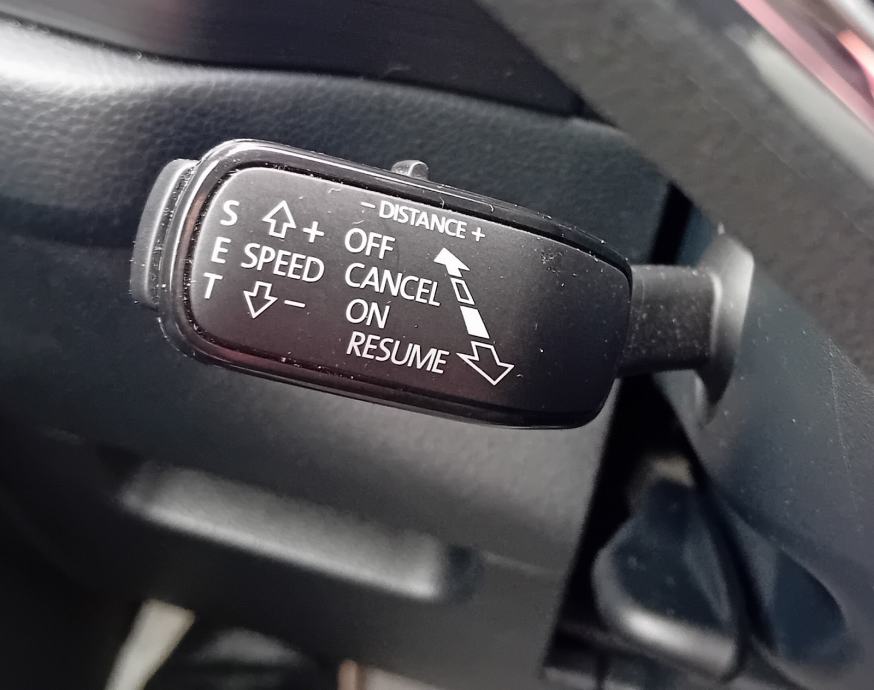 - DISTANCE +
S
E
T
+
SPEED
-
OFF
CANCEL
ON
RESUME